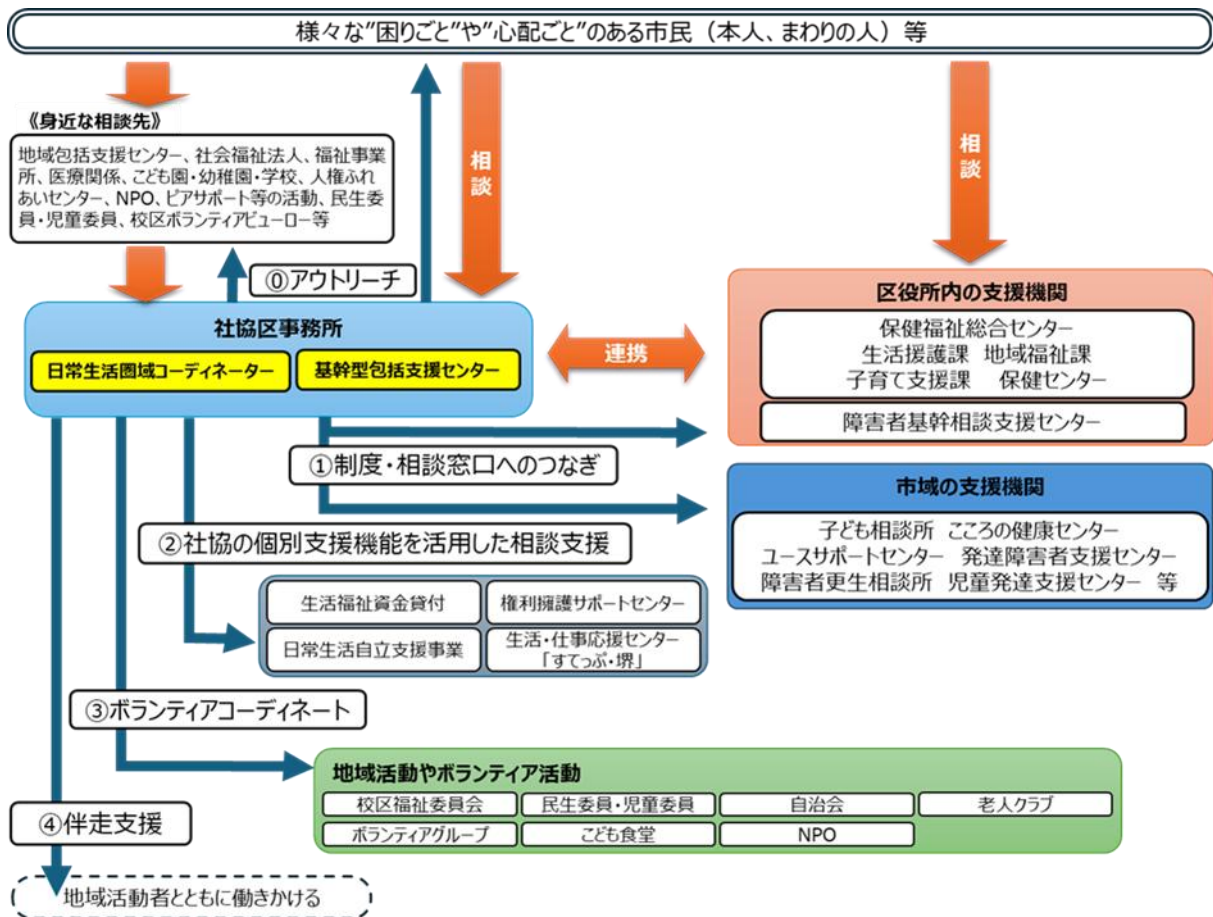 様々な”困りごと”や”心配ごと”のある市民（本人、まわりの人）等
《身近な相談先》
地域包括支援センター、社会福祉法人、福祉事業
所、医療関係、こども園・幼稚園・学校、人権ふれ
あいセンター、NPO、ピアサポート等の活動、民生委
員・児童委員、校区ボランティアビューロー等
相談
相談
⓪アウトリーチ
社協区事務所
日常生活圏域コーディネーター
基幹型包括支援センター
連携
区役所内の支援機関
保健福祉総合センター
生活援護課 地域福祉課
子育て支援課 保健センター
障害者基幹相談支援センター
①制度・相談窓口へのつなぎ
市域の支援機関
子ども相談所 こころの健康センター
ユースサポートセンター 発達障害者支援センター
障害者更生相談所 児童発達支援センター 等
②社協の個別支援機能を活用した相談支援
生活福祉資金貸付
権利擁護サポートセンター
日常生活自立支援事業
生活・仕事応援センター
「すてっぷ・堺」
③ボランティアコーディネート
地域活動やボランティア活動
校区福祉委員会
民生委員・児童委員
自治会
老人クラブ
ボランティアグループ
こども食堂
NPO
④伴走支援
地域活動者とともに働きかける